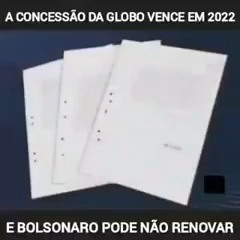 A CONCESSÃO DA GLOBO VENCE EM 2022
E BOLSONARO PODE NÃO RENOVAR